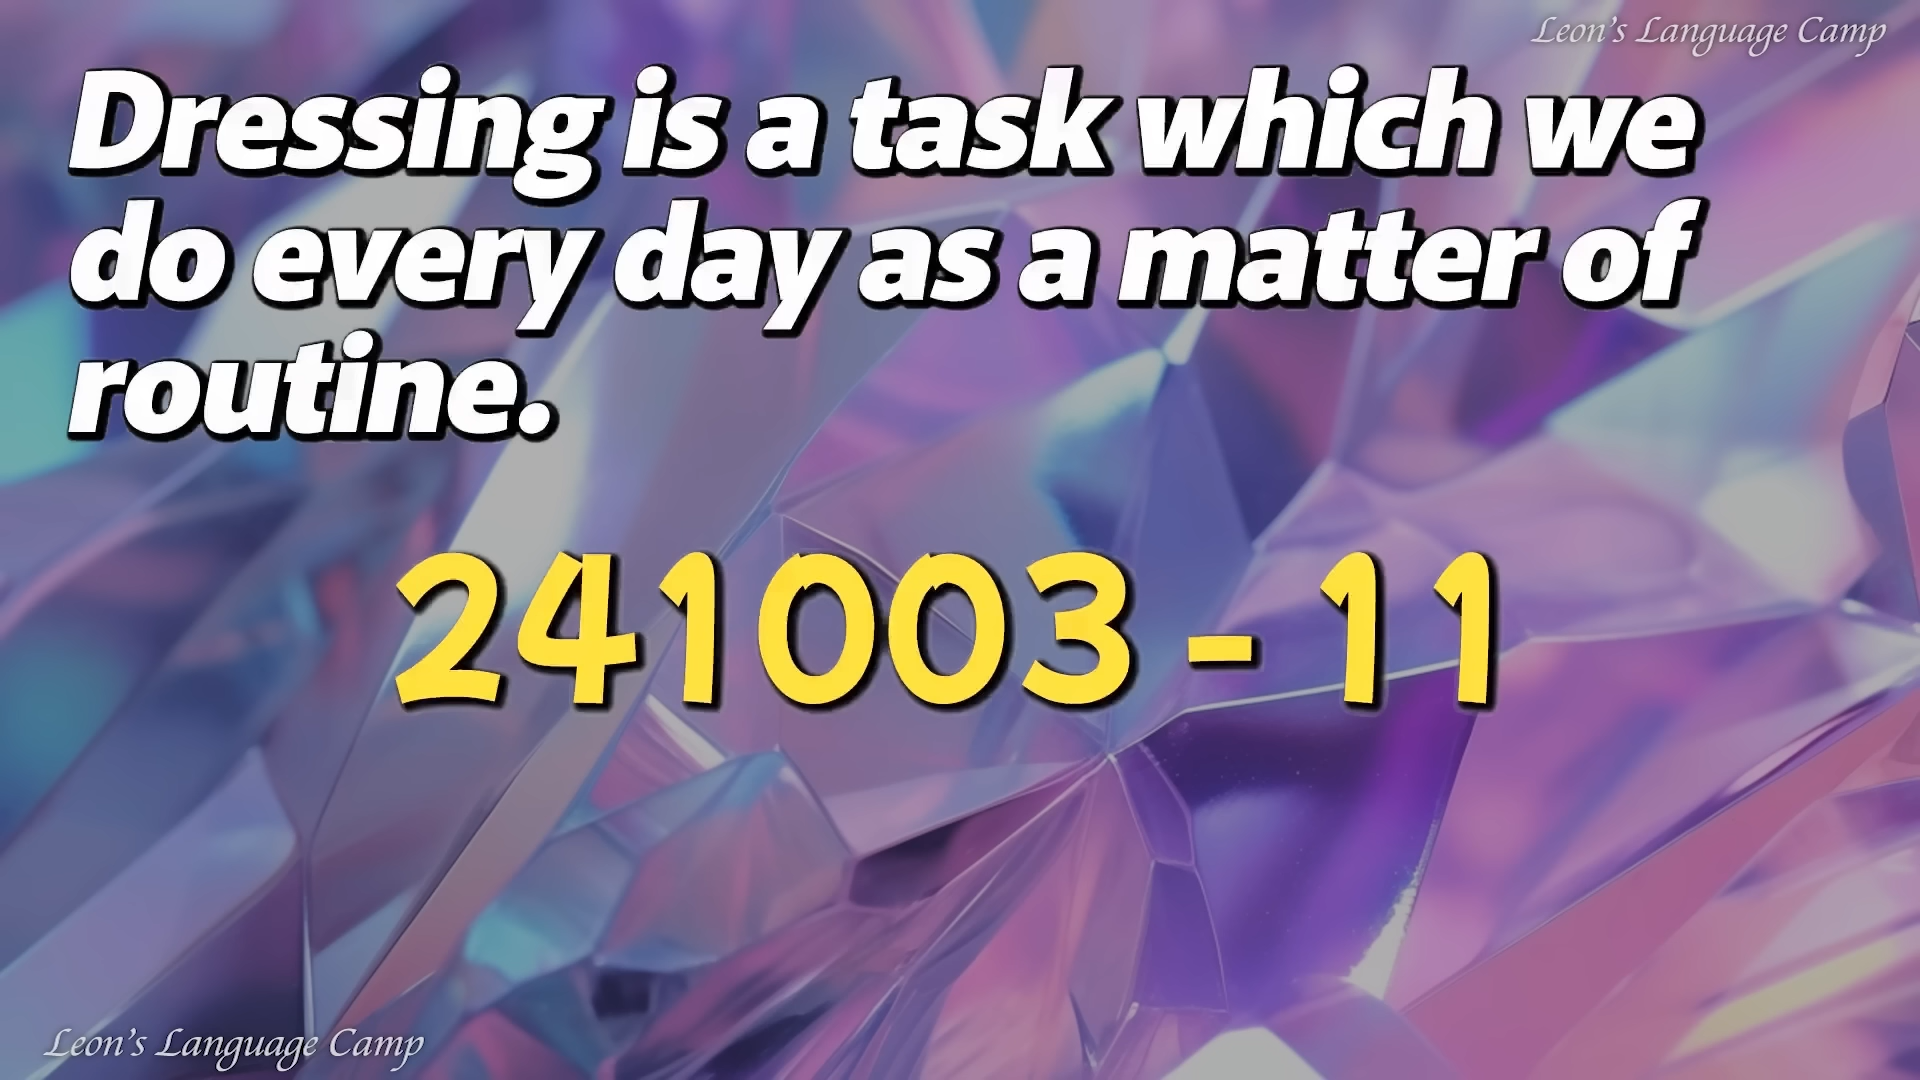 Leon's Language Camp
Dressing is a task which we
do every day as a matter of
routine.
241003-11
Leon's Language Camp